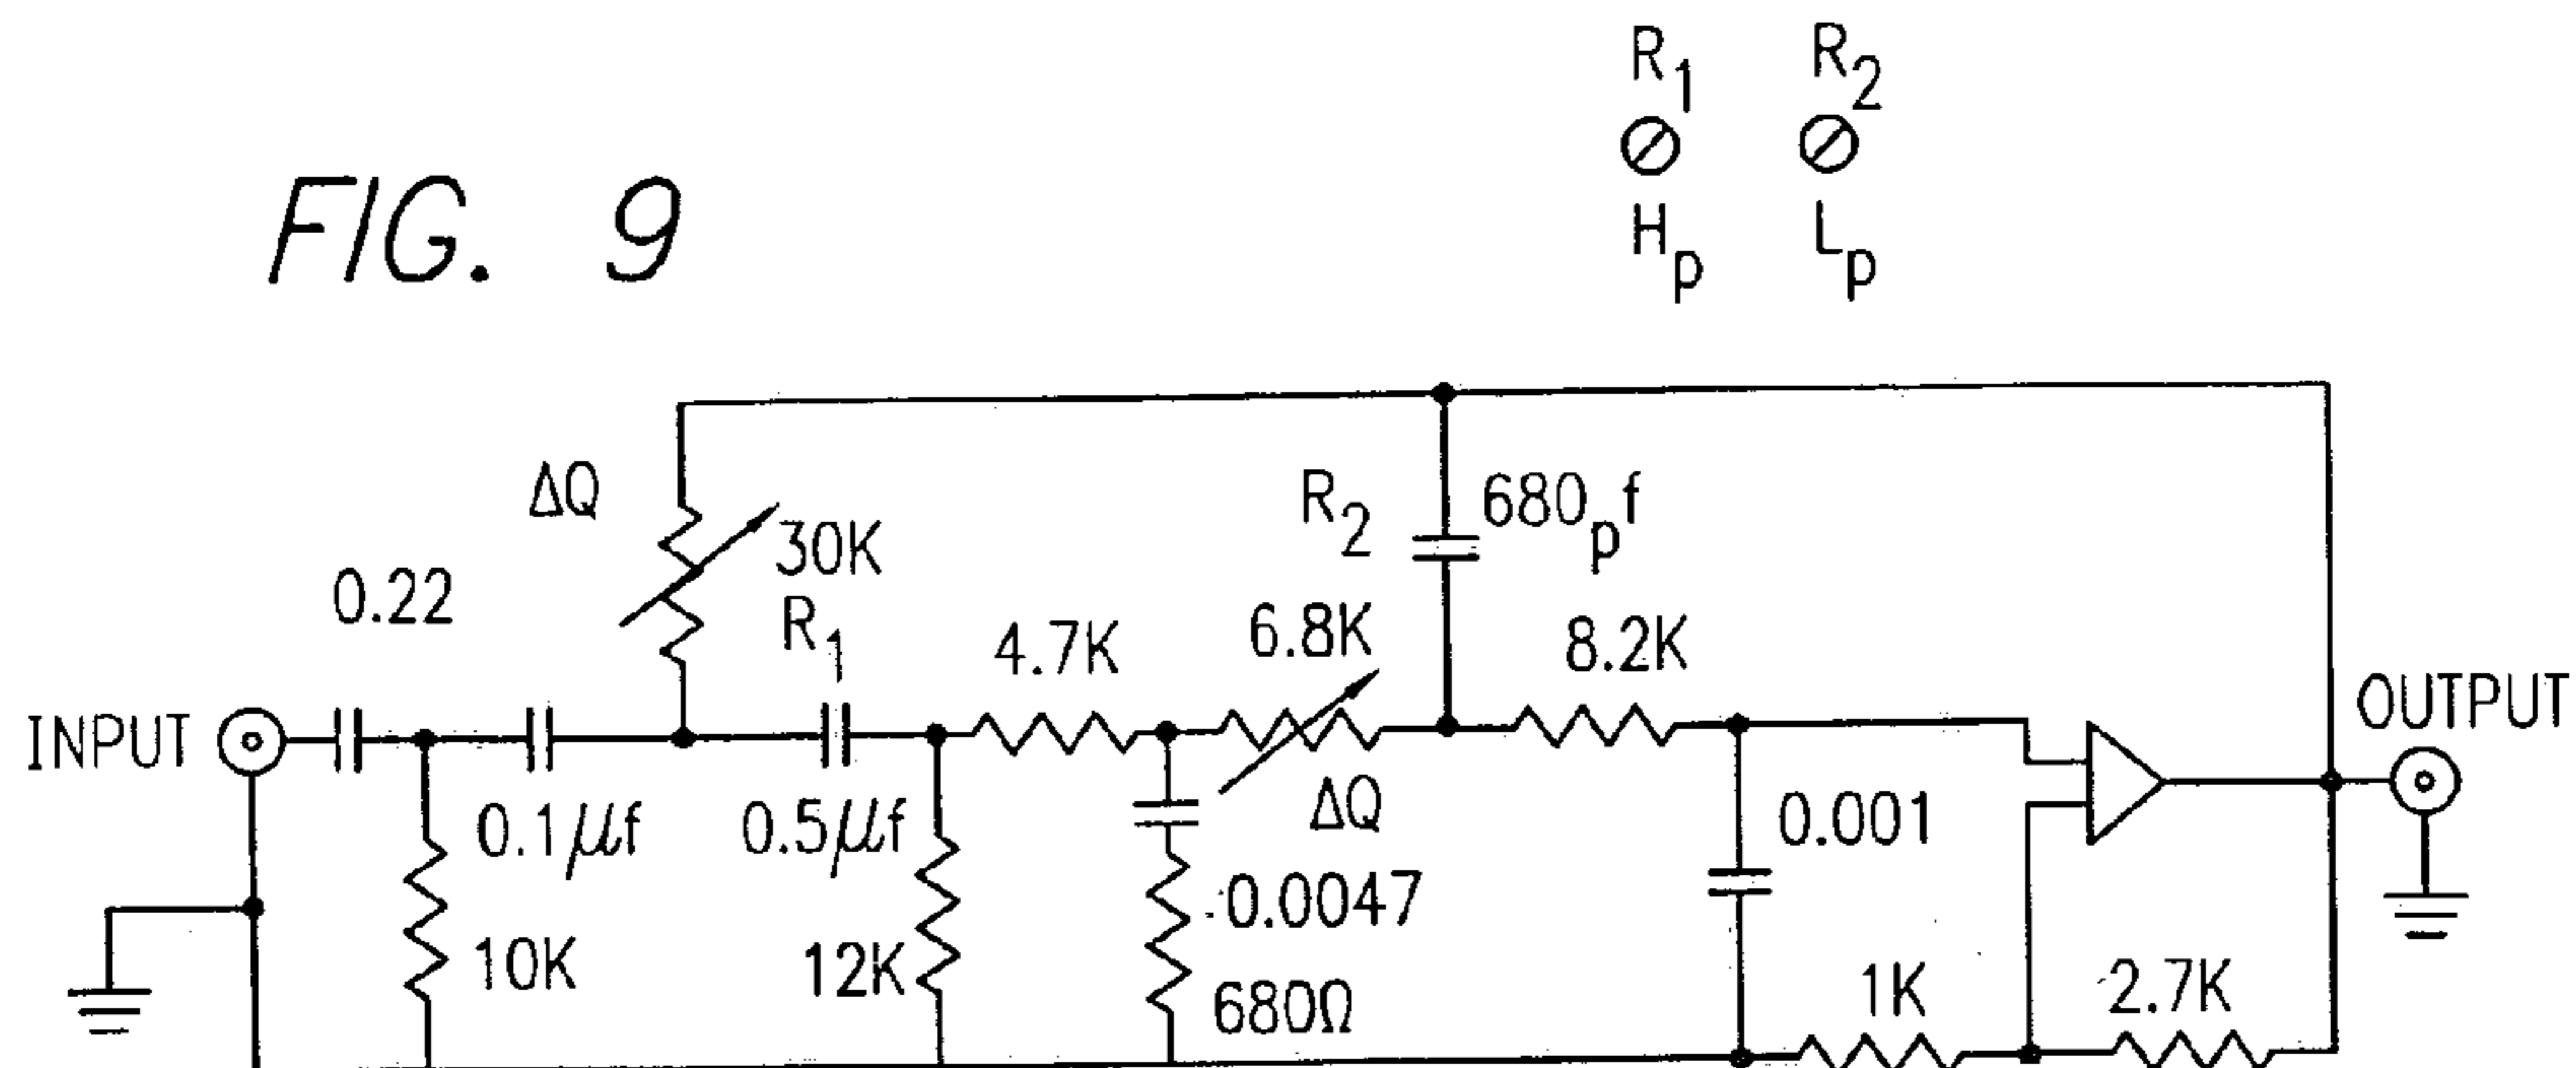 R1 R2
Hp Lp
FIG. 9
ΔQ
30K
R1
0.22
R2
680pf
4.7K
6.8K
8.2K
INPUT
OUTPUT
0.1μf
0.5μf
ΔQ
0.001
0.0047
10K
12K
680Ω
1K
2.7K